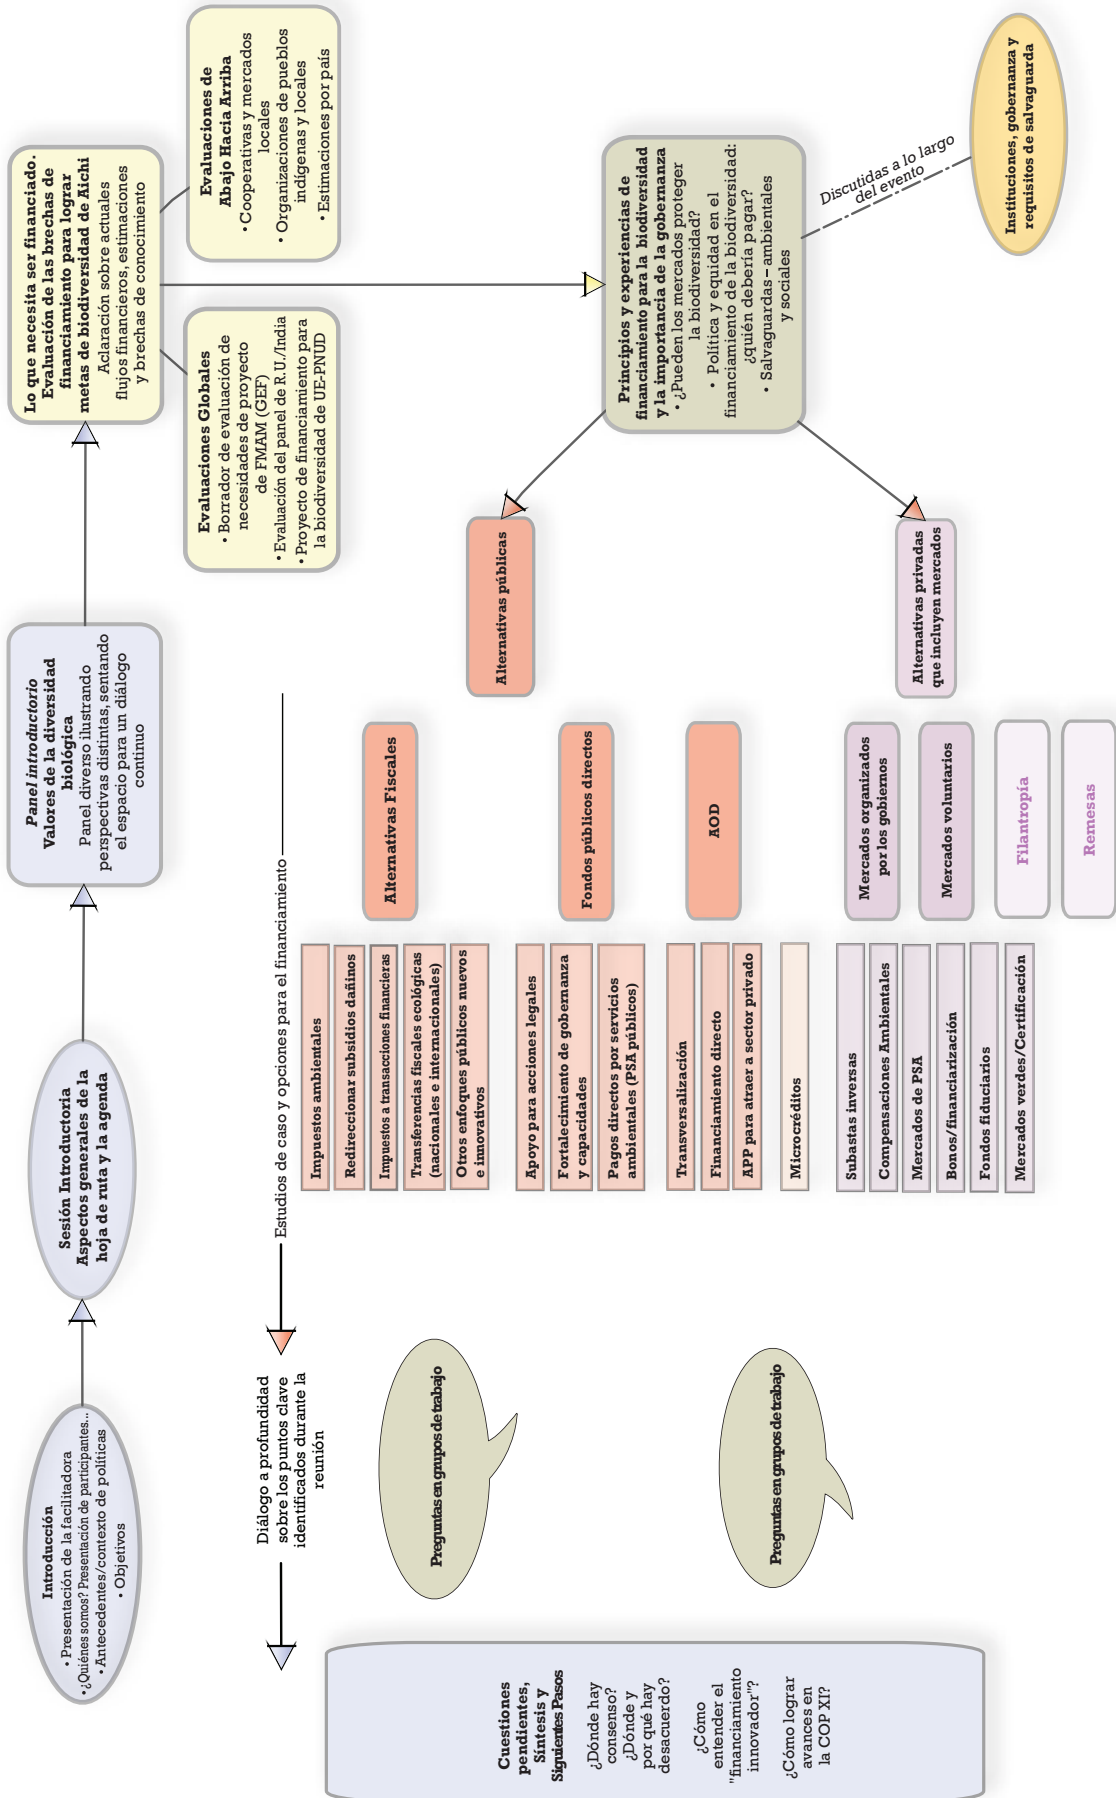 Introducción
• Presentación de la facilitadora
• ¿Quiénes somos? Presentación de participantes...
• Antecedentes/contexto de políticas
• Objetivos
Sesión Introductoria
Aspectos generales de la
hoja de ruta y la agenda
Panel introductorio
Valores de la diversidad
biológica
Panel diverso ilustrando
perspectivas distintas, sentando
el espacio para un diálogo
continuo
Lo que necesita ser financiado.
Evaluación de las brechas de
financiamiento para lograr
metas de biodiversidad de Aichi
Aclaración sobre actuales
flujos financieros, estimaciones
y brechas de conocimiento
Evaluaciones Globales
• Borrador de evaluación de
necesidades de proyecto
de FMAM (GEF)
• Evaluación del panel de R.U./India
• Proyecto de financiamiento para
la biodiversidad de UE-PNUD
Evaluaciones de
Abajo Hacia Arriba
• Cooperativas y mercados
locales
• Organizaciones de pueblos
indígenas y locales
• Estimaciones por país
Principios y experiencias de
financiamiento para la biodiversidad
y la importancia de la gobernanza
• ¿Pueden los mercados proteger
la biodiversidad?
• Política y equidad en el
financiamiento de la biodiversidad:
¿quién debería pagar?
• Salvaguardas – ambientales
y sociales
Discutidas a lo largo
del evento
Instituciones, gobernanza y
requisitos de salvaguarda
Alternativas públicas
Alternativas privadas
que incluyen mercados
Estudios de caso y opciones para el financiamiento
Alternativas Fiscales
Fondos públicos directos
AOD
Mercados organizados
por los gobiernos
Mercados voluntarios
Filantropía
Remesas
Impuestos ambientales
Redireccionar subsidios dañinos
Impuestos a transacciones financieras
Transferencias fiscales ecológicas
(nacionales e internacionales)
Otros enfoques públicos nuevos
e innovativos
Apoyo para acciones legales
Fortalecimiento de gobernanza
y capacidades
Pagos directos por servicios
ambientales (PSA públicos)
Transversalización
Financiamiento directo
APP para atraer a sector privado
Microcréditos
Subastas inversas
Compensaciones Ambientales
Mercados de PSA
Bonos/financiarización
Fondos fiduciarios
Mercados verdes/Certificación
Diálogo a profundidad
sobre los puntos clave
identificados durante la
reunión
Preguntas en grupos de trabajo
Preguntas en grupos de trabajo
Cuestiones
pendientes,
Síntesis y
Siguientes Pasos
¿Dónde hay
consenso?
¿Dónde y
por qué hay
desacuerdo?
¿Cómo
entender el
"financiamiento
innovador"?
¿Cómo lograr
avances en
la COP XI?